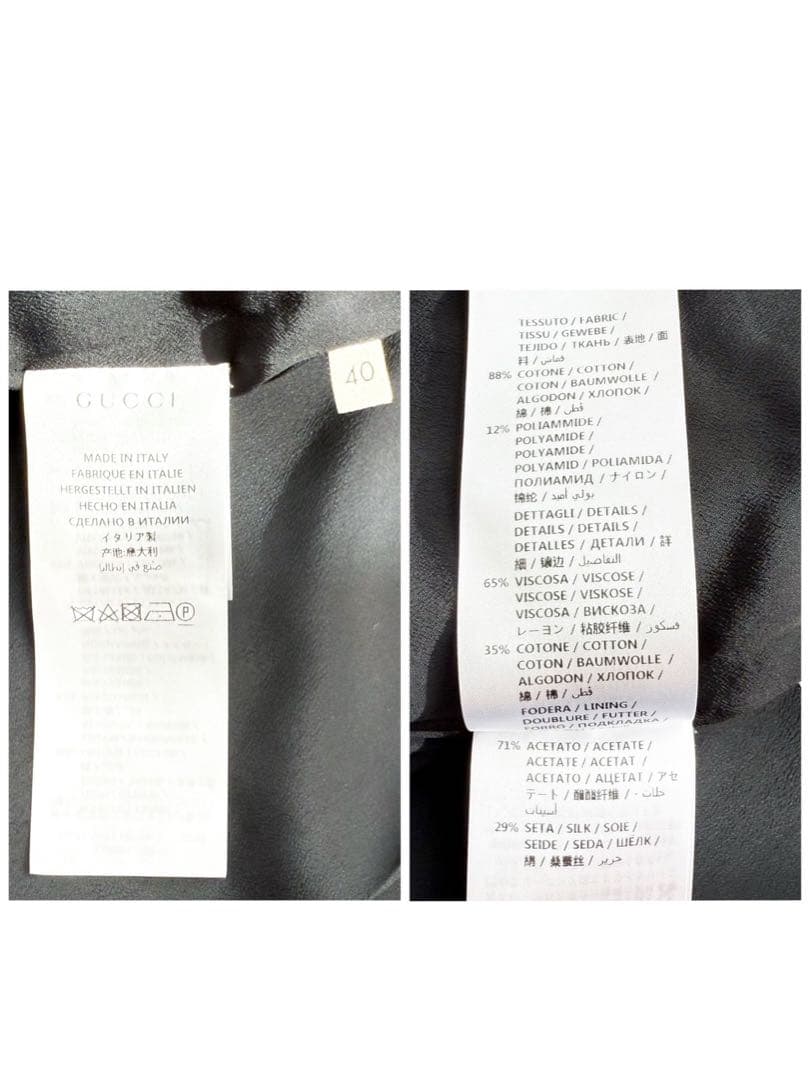 GUCCI
MADE IN ITALY
FABRIQUE EN ITALIE
HERGESTELLT IN ITALIEN
HECHO EN ITALIA
СДЕЛАНО В ИТАЛИИ
イタリア製
产地:意大利
صنع في إيطاليا
P
40
TESSUTO / FABRIC /
TISSU / GEWEBE /
TEJIDO / ТКАНЬ / 表地 / 面
料 / قماش
88% COTONE / COTTON /
COTON / BAUMWOLLE /
ALGODON / ХЛОПОК /
綿 / 棉 / قطن
12% POLIAMMIDE /
POLYAMIDE /
POLYAMIDE /
POLYAMID / POLIAMIDA /
ПОЛИАМИД / ナイロン /
锦纶 / بولي أميد
DETTAGLI / DETAILS /
DETAILS / DETAILS /
DETALLES / ДЕТАЛИ / 詳
細 / 镶边 / التفاصيل
65% VISCOSA / VISCOSE /
VISCOSE / VISKOSE /
VISCOSA / ВИСКОЗА /
レーヨン / 粘胶纤维 / فسكوز
35% COTONE / COTTON /
COTON / BAUMWOLLE /
ALGODON / ХЛОПОК /
綿 / 棉 / قطن
FODERA / LINING /
DOUBLURE / FUTTER /
FORRO / ПОДКЛАДКА /
71% ACETATO / ACETATE /
ACETATE / ACETAT /
ACETATO / АЦЕТАТ / アセ
テート / 醋酯纤维 /
29% SETA / SILK / SOIE /
SEIDE / SEDA / ШЁЛК /
絹 / 桑蚕丝 / حرير